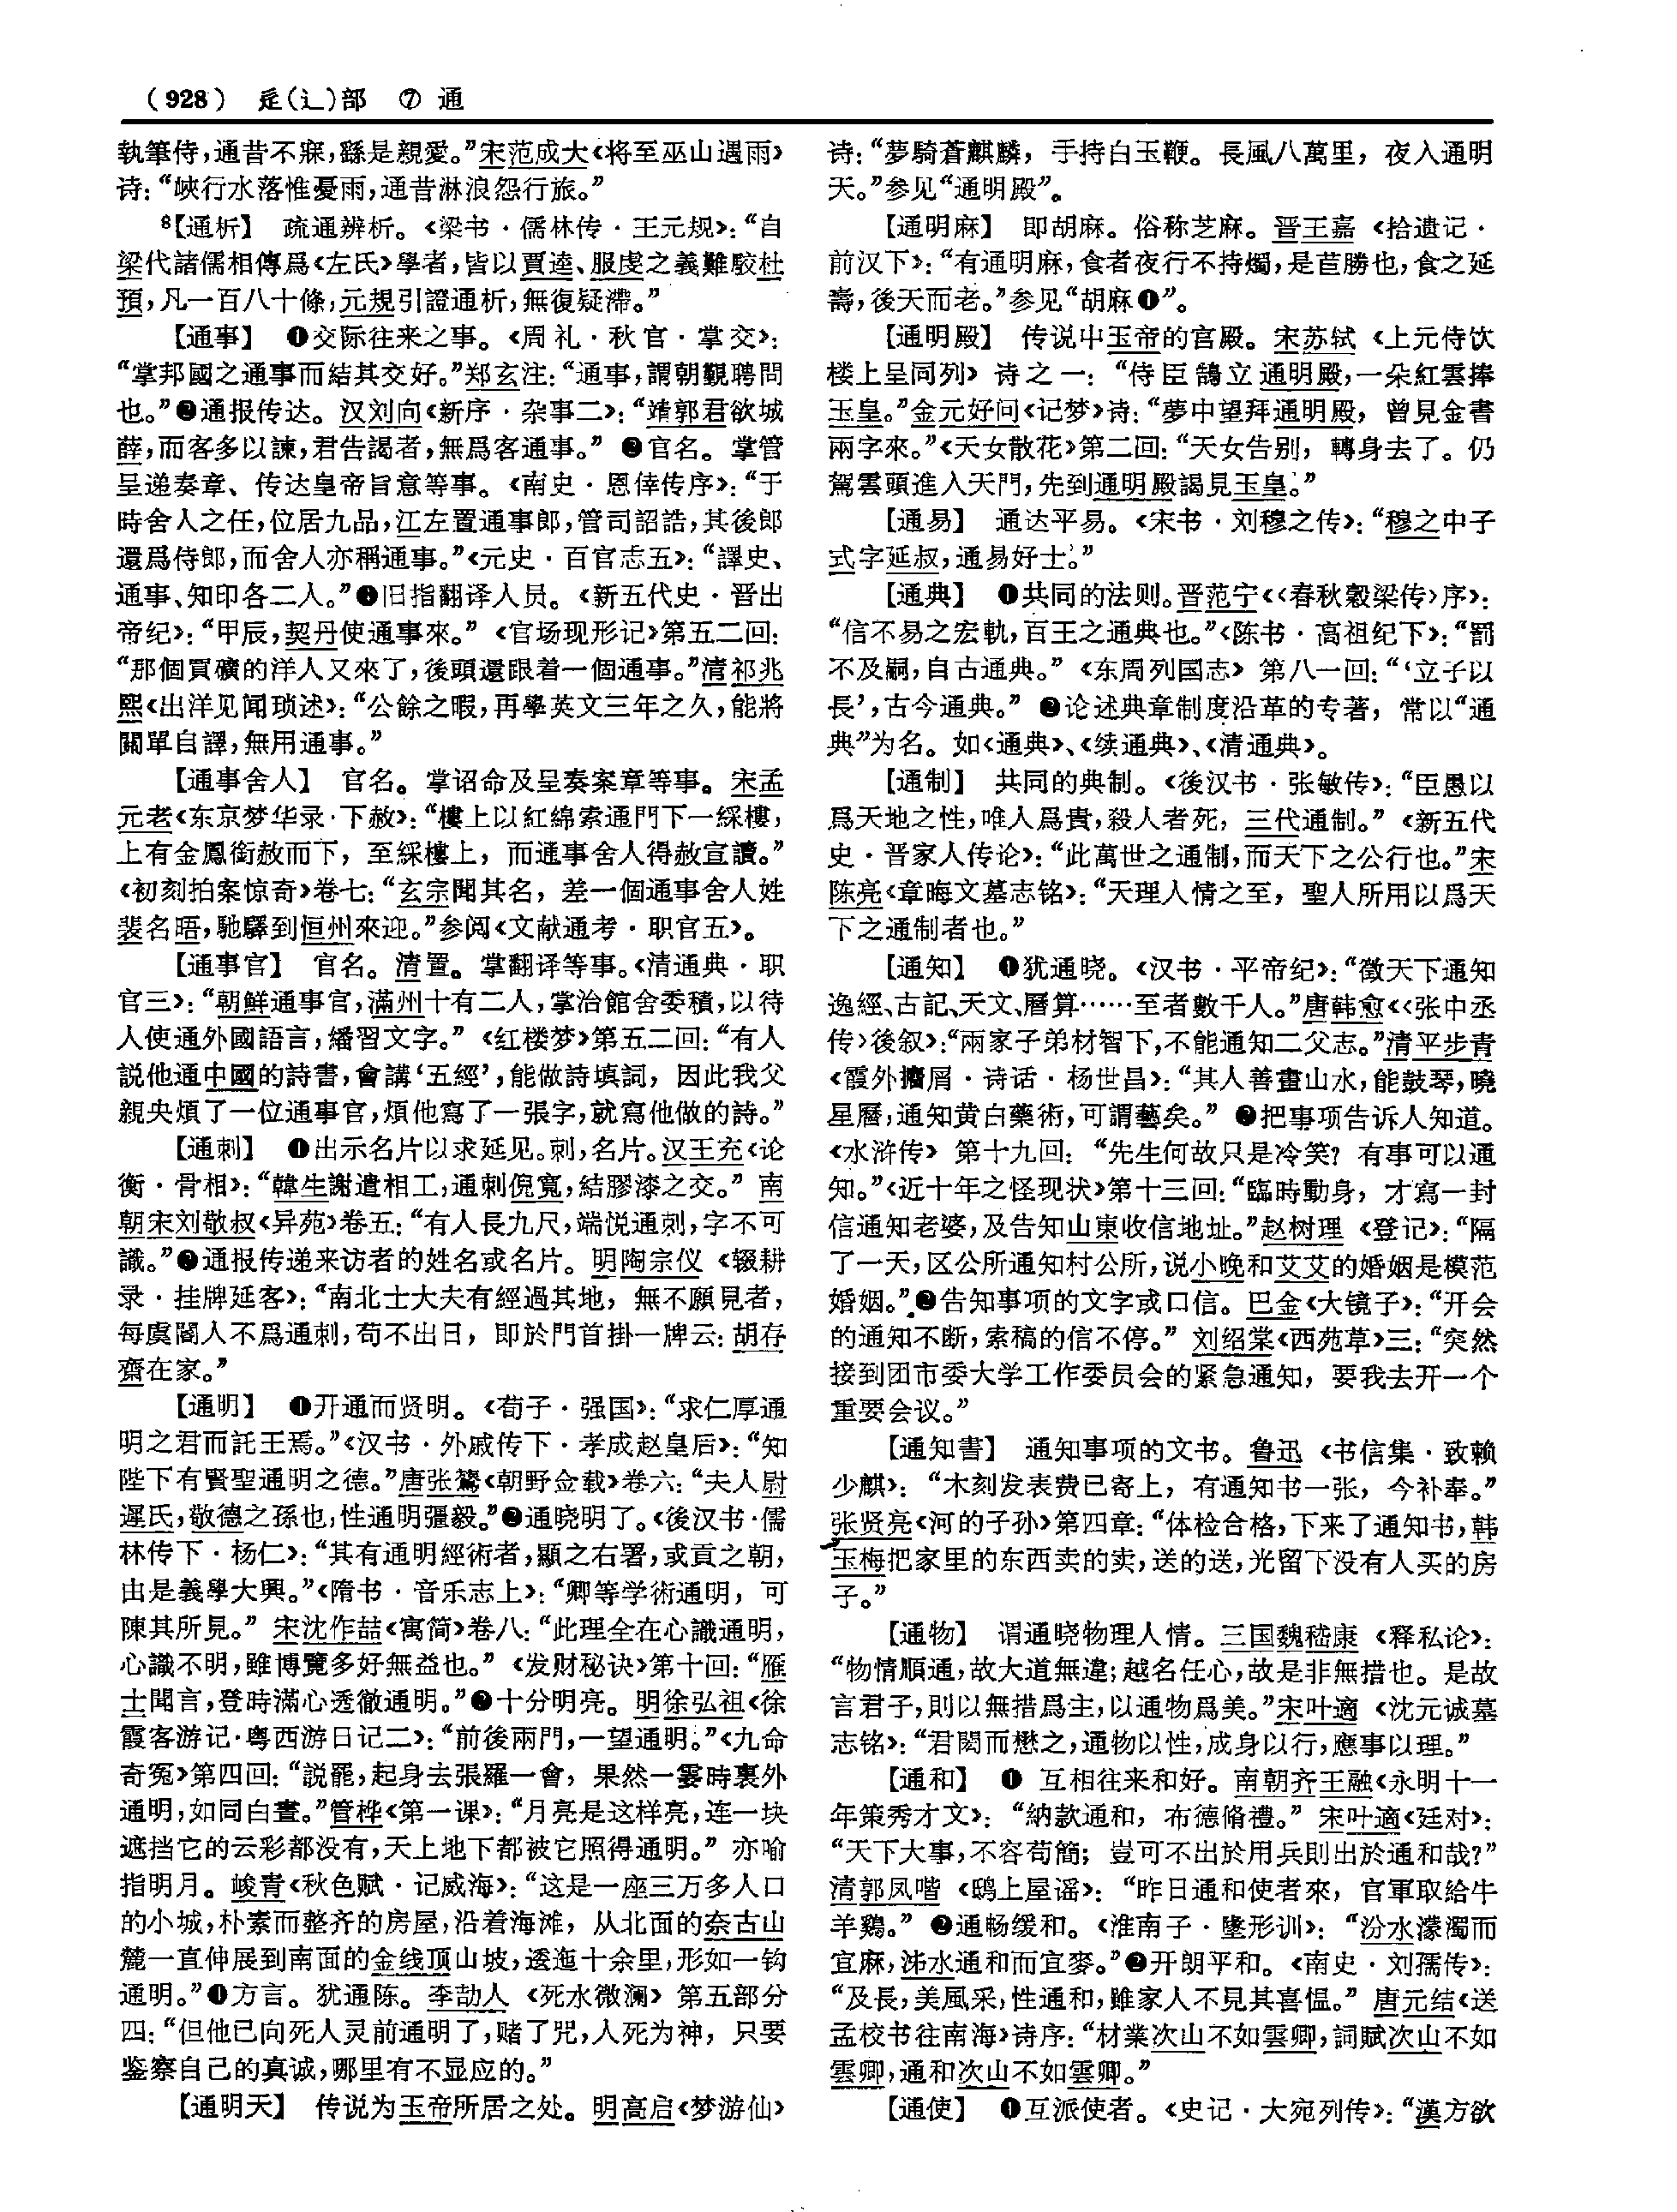 （928） 辵（辶）部 ⑦ 通
執筆侍，通昔不寐，繇是親愛。”宋范成大《将至巫山遇雨》
诗：“峽行水落惟憂雨，通昔淋浪怨行旅。”
⁸【通析】 疏通辨析。《梁书·儒林传·王元规》：“自
梁代諸儒相傳爲《左氏》學者，皆以賈逵、服虔之義難駮杜
預，凡一百八十條，元規引證通析，無復疑滯。”
【通事】 ❶交际往来之事。《周礼·秋官·掌交》：
“掌邦國之通事而結其交好。”郑玄注：“通事，謂朝覲聘問
也。”❷通报传达。汉刘向《新序·杂事二》：“靖郭君欲城
薛，而客多以諫，君告謁者，無爲客通事。” ❸官名。掌管
呈递奏章、传达皇帝旨意等事。《南史·恩倖传序》：“于
時舍人之任，位居九品，江左置通事郎，管司詔誥，其後郎
還爲侍郎，而舍人亦稱通事。”《元史·百官志五》：“譯史、
通事、知印各二人。”❹旧指翻译人员。《新五代史·晋出
帝纪》：“甲辰，契丹使通事來。”《官场现形记》第五二回：
“那個買礦的洋人又來了，後頭還跟着一個通事。”清祁兆
熙《出洋见闻琐述》：“公餘之暇，再學英文三年之久，能將
關單自譯，無用通事。”
【通事舍人】 官名。掌诏命及呈奏案章等事。宋孟
元老《东京梦华录·下赦》：“樓上以紅綿索通門下一綵樓，
上有金鳳銜赦而下，至綵樓上，而通事舍人得赦宣讀。”
《初刻拍案惊奇》卷七：“玄宗聞其名，差一個通事舍人姓
裴名晤，馳驛到恒州來迎。”参阅《文献通考·职官五》。
【通事官】 官名。清置。掌翻译等事。《清通典·职
官三》：“朝鮮通事官，滿州十有二人，掌治館舍委積，以待
人使通外國語言，繙習文字。”《红楼梦》第五二回：“有人
説他通中國的詩書，會講‘五經’，能做詩填詞，因此我父
親央煩了一位通事官，煩他寫了一張字，就寫他做的詩。”
【通刺】 ❶出示名片以求延见。刺，名片。汉王充《论
衡·骨相》：“韓生謝遣相工，通刺倪寬，結膠漆之交。” 南
朝宋刘敬叔《异苑》卷五：“有人長九尺，端悦通刺，字不可
識。”❷通报传递来访者的姓名或名片。明陶宗仪《辍耕
录·挂牌延客》：“南北士大夫有經過其地，無不願見者，
每虞閽人不爲通刺，苟不出日，即於門首掛一牌云：胡存
齋在家。”
【通明】 ❶开通而贤明。《荀子·强国》：“求仁厚通
明之君而託王焉。”《汉书·外戚传下·孝成赵皇后》：“知
陛下有賢聖通明之德。”唐张鷟《朝野佥载》卷六：“夫人尉
遲氏，敬德之孫也，性通明彊毅。”❷通晓明了。《後汉书·儒
林传下·杨仁》：“其有通明經術者，顯之右署，或貢之朝，
由是義學大興。”《隋书·音乐志上》：“卿等学術通明，可
陳其所見。” 宋沈作喆《寓简》卷八：“此理全在心識通明，
心識不明，雖博覽多好無益也。”《发财秘诀》第十回：“雁
士聞言，登時滿心透徹通明。”❸十分明亮。明徐弘祖《徐
霞客游记·粤西游日记二》：“前後兩門，一望通明。”《九命
奇冤》第四回：“説罷，起身去張羅一會，果然一霎時裏外
通明，如同白晝。”管桦《第一课》：“月亮是这样亮，连一块
遮挡它的云彩都没有，天上地下都被它照得通明。” 亦喻
指明月。峻青《秋色赋·记威海》：“这是一座三万多人口
的小城，朴素而整齐的房屋，沿着海滩，从北面的奈古山
麓一直伸展到南面的金线顶山坡，逶迤十余里，形如一钩
通明。”❹方言。犹通陈。李劼人《死水微澜》第五部分
四：“但他已向死人灵前通明了，赌了咒，人死为神，只要
鉴察自己的真诚，哪里有不显应的。”
【通明天】 传说为玉帝所居之处。明高启《梦游仙》
诗：“夢騎蒼麒麟，手持白玉鞭。長風八萬里，夜入通明
天。”参见“通明殿”。
【通明麻】 即胡麻。俗称芝麻。晋王嘉《拾遗记·
前汉下》：“有通明麻，食者夜行不持燭，是苣勝也，食之延
壽，後天而老。”参见“胡麻❶”。
【通明殿】 传说中玉帝的宫殿。宋苏轼《上元侍饮
楼上呈同列》诗之一：“侍臣鵠立通明殿，一朵紅雲捧
玉皇。”金元好问《记梦》诗：“夢中望拜通明殿，曾見金書
兩字來。”《天女散花》第二回：“天女告别，轉身去了。仍
駕雲頭進入天門，先到通明殿謁見玉皇。”
【通易】 通达平易。《宋书·刘穆之传》：“穆之中子
式字延叔，通易好士。”
【通典】 ❶共同的法则。晋范宁《〈春秋穀梁传〉序》：
“信不易之宏軌，百王之通典也。”《陈书·高祖纪下》：“罰
不及嗣，自古通典。”《东周列国志》第八一回：“‘立子以
長’，古今通典。” ❷论述典章制度沿革的专著，常以“通
典”为名。如《通典》、《续通典》、《清通典》。
【通制】 共同的典制。《後汉书·张敏传》：“臣愚以
爲天地之性，唯人爲貴，殺人者死，三代通制。”《新五代
史·晋家人传论》：“此萬世之通制，而天下之公行也。”宋
陈亮《章晦文墓志铭》：“天理人情之至，聖人所用以爲天
下之通制者也。”
【通知】 ❶犹通晓。《汉书·平帝纪》：“徵天下通知
逸經、古記、天文、曆算……至者數千人。”唐韩愈《〈张中丞
传〉後叙》：“兩家子弟材智下，不能通知二父志。”清平步青
《霞外攟屑·诗话·杨世昌》：“其人善畫山水，能鼓琴，曉
星曆，通知黄白藥術，可謂藝矣。” ❷把事项告诉人知道。
《水浒传》第十九回：“先生何故只是冷笑？有事可以通
知。”《近十年之怪现状》第十三回：“臨時動身，才寫一封
信通知老婆，及告知山東收信地址。”赵树理《登记》：“隔
了一天，区公所通知村公所，说小晚和艾艾的婚姻是模范
婚姻。”❸告知事项的文字或口信。巴金《大镜子》：“开会
的通知不断，索稿的信不停。” 刘绍棠《西苑草》三：“突然
接到团市委大学工作委员会的紧急通知，要我去开一个
重要会议。”
【通知書】 通知事项的文书。鲁迅《书信集·致赖
少麒》：“木刻发表费已寄上，有通知书一张，今补奉。”
张贤亮《河的子孙》第四章：“体检合格，下来了通知书，韩
玉梅把家里的东西卖的卖，送的送，光留下没有人买的房
子。”
【通物】 谓通晓物理人情。三国魏嵇康《释私论》：
“物情順通，故大道無違；越名任心，故是非無措也。是故
言君子，則以無措爲主，以通物爲美。”宋叶適《沈元诚墓
志铭》：“君閎而懋之，通物以性，成身以行，應事以理。”
【通和】 ❶ 互相往来和好。南朝齐王融《永明十一
年策秀才文》：“納款通和，布德脩禮。” 宋叶適《廷对》：
“天下大事，不容苟簡；豈可不出於用兵則出於通和哉？”
清郭凤喈《鸱上屋谣》：“昨日通和使者來，官軍取給牛
羊鷄。” ❷通畅缓和。《淮南子·墬形训》：“汾水濛濁而
宜麻，泲水通和而宜麥。”❸开朗平和。《南史·刘孺传》：
“及長，美風采，性通和，雖家人不見其喜愠。” 唐元结《送
孟校书往南海》诗序：“材業次山不如雲卿，詞賦次山不如
雲卿，通和次山不如雲卿。”
【通使】 ❶互派使者。《史记·大宛列传》：“漢方欲